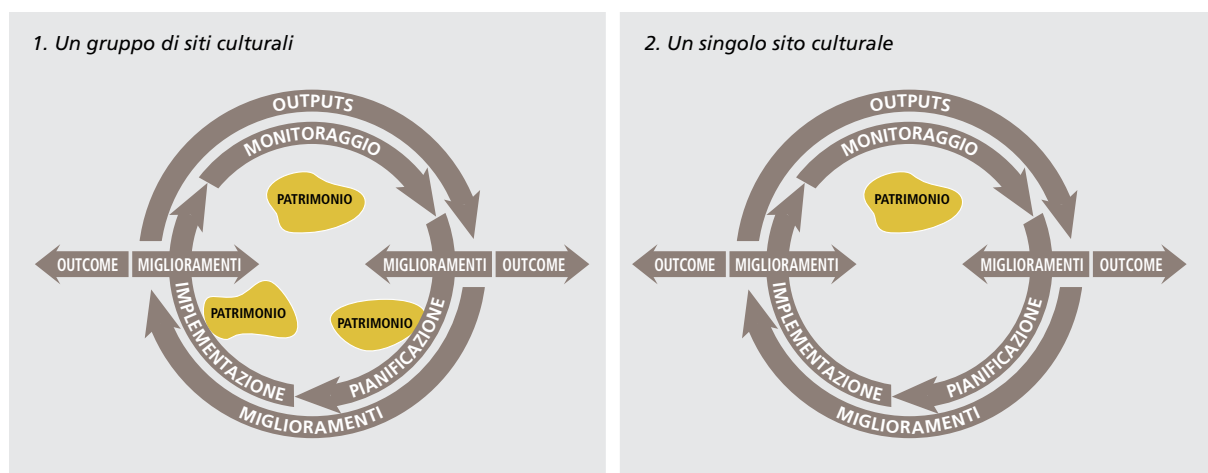 1. Un gruppo di siti culturali
OUTPUTS
MONITORAGGIO
PATRIMONIO
OUTCOME
MIGLIORAMENTI
MIGLIORAMENTI
OUTCOME
PATRIMONIO
PATRIMONIO
IMPLEMENTAZIONE
PIANIFICAZIONE
MIGLIORAMENTI
2. Un singolo sito culturale
OUTPUTS
MONITORAGGIO
PATRIMONIO
OUTCOME
MIGLIORAMENTI
MIGLIORAMENTI
OUTCOME
IMPLEMENTAZIONE
PIANIFICAZIONE
MIGLIORAMENTI